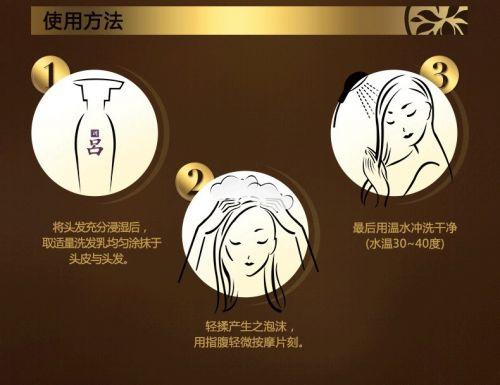 使用方法
1
吕
将头发充分浸湿后，
取适量洗发乳均匀涂抹于
头皮与头发。
2
轻揉产生之泡沫，
用指腹轻微按摩片刻。
3
最后用温水冲洗干净
(水温30~40度)